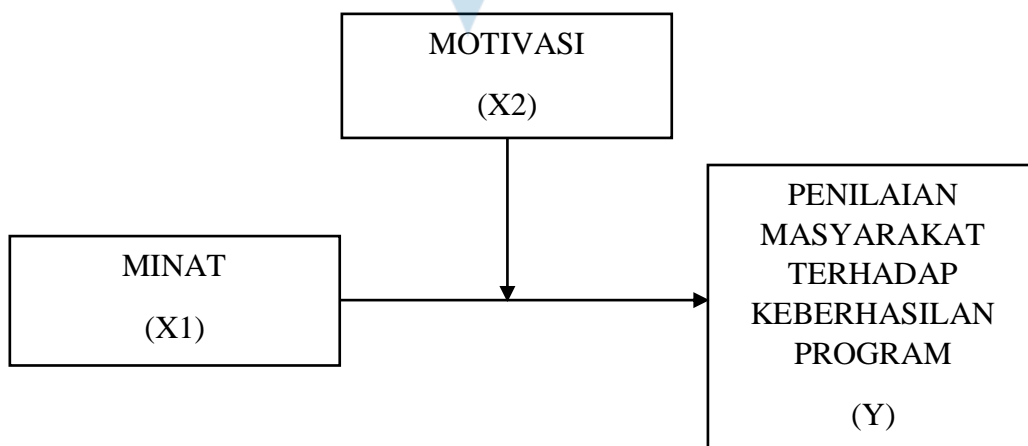 MOTIVASI
(X2)
MINAT
(X1)
PENILAIAN
MASYARAKAT
TERHADAP
KEBERHASILAN
PROGRAM
(Y)